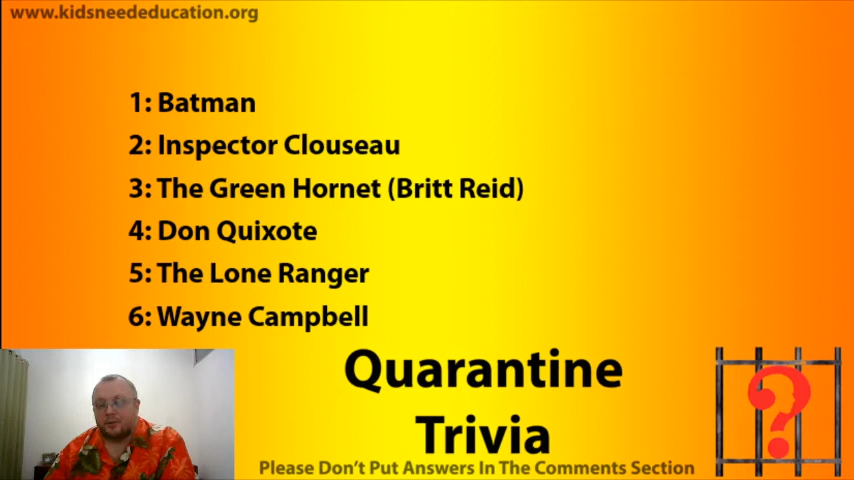 www.kidsneededucation.org
1: Batman
2: Inspector Clouseau
3: The Green Hornet (Britt Reid)
4: Don Quixote
5: The Lone Ranger
6: Wayne Campbell
Quarantine
Trivia
Please Don't Put Answers In The Comments Section